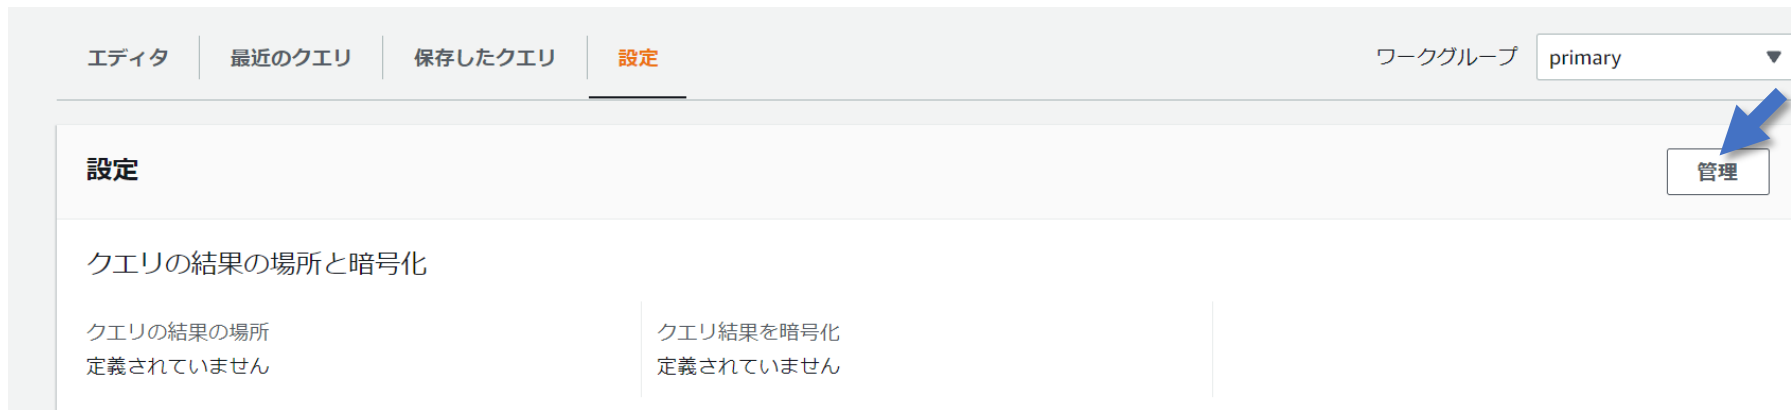 エディタ 最近のクエリ 保存したクエリ 設定 ワークグループ primary
設定 管理
クエリの結果の場所と暗号化
クエリの結果の場所 クエリ結果を暗号化
定義されていません 定義されていません